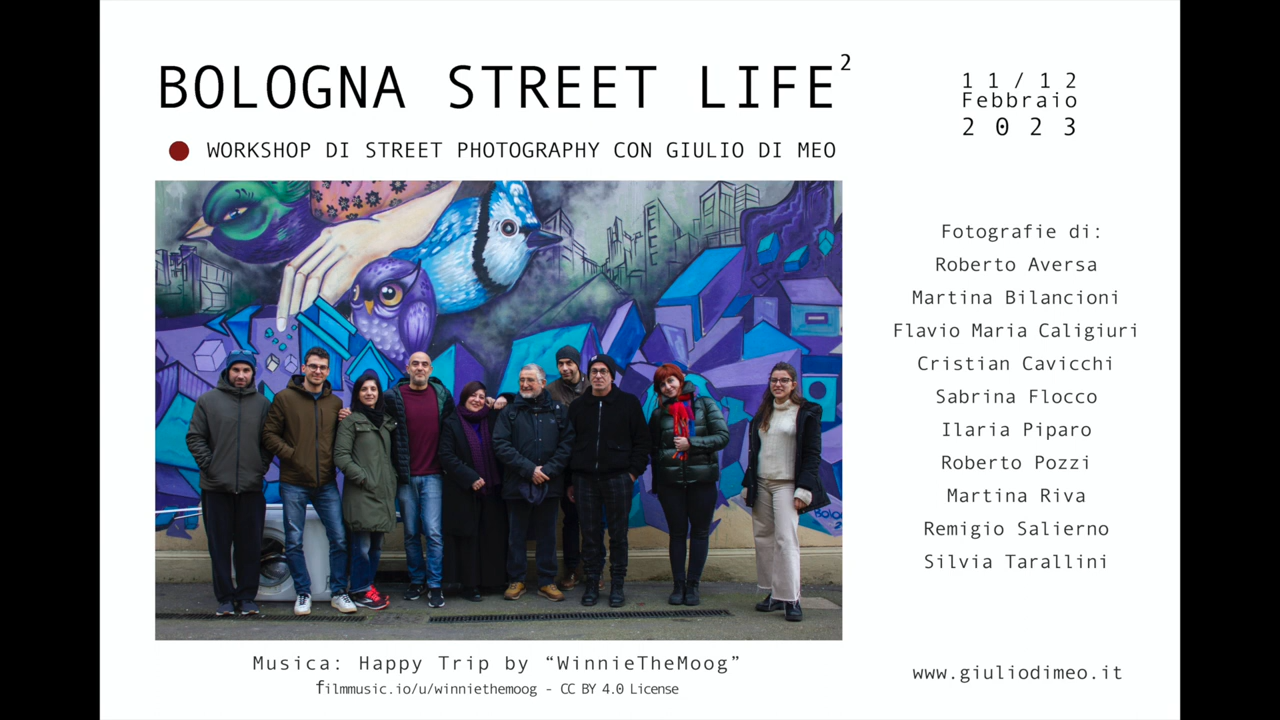 BOLOGNA STREET LIFE²
WORKSHOP DI STREET PHOTOGRAPHY CON GIULIO DI MEO
11/12
Febbraio
2023
Fotografie di:
Roberto Aversa
Martina Bilancioni
Flavio Maria Caligiuri
Cristian Cavicchi
Sabrina Flocco
Ilaria Piparo
Roberto Pozzi
Martina Riva
Remigio Salierno
Silvia Tarallini
Musica: Happy Trip by “WinnieTheMoog”
filmmusic.io/u/winniethemoog - CC BY 4.0 License
www.giuliodimeo.it